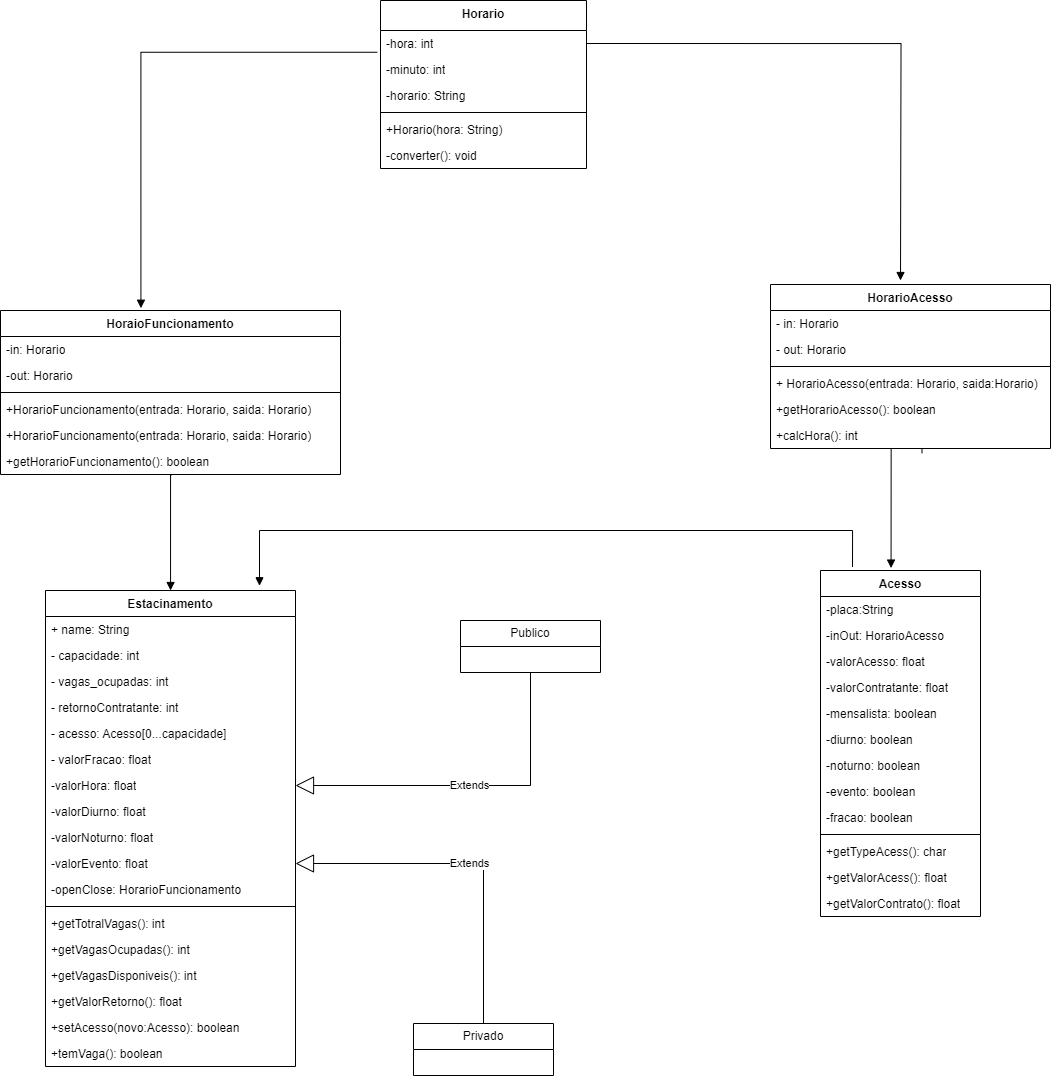 Horario
-hora: int
-minuto: int
-horario: String
+Horario(hora: String)
-converter(): void
HoraioFuncionamento
-in: Horario
-out: Horario
+HorarioFuncionamento(entrada: Horario, saida: Horario)
+HorarioFuncionamento(entrada: Horario, saida: Horario)
+getHorarioFuncionamento(): boolean
HorarioAcesso
- in: Horario
- out: Horario
+ HorarioAcesso(entrada: Horario, saida:Horario)
+getHorarioAcesso(): boolean
+calcHora(): int
Estacinamento
+ name: String
- capacidade: int
- vagas_ocupadas: int
- retornoContratante: int
- acesso: Acesso[0...capacidade]
- valorFracao: float
-valorHora: float
-valorDiurno: float
-valorNoturno: float
-valorEvento: float
-openClose: HorarioFuncionamento
+getTotralVagas(): int
+getVagasOcupadas(): int
+getVagasDisponiveis(): int
+getValorRetorno(): float
+setAcesso(novo:Acesso): boolean
+temVaga(): boolean
Publico
Extends
Extends
Privado
Acesso
-placa:String
-inOut: HorarioAcesso
-valorAcesso: float
-valorContratante: float
-mensalista: boolean
-diurno: boolean
-noturno: boolean
-evento: boolean
-fracao: boolean
+getTypeAcess(): char
+getValorAcess(): float
+getValorContrato(): float